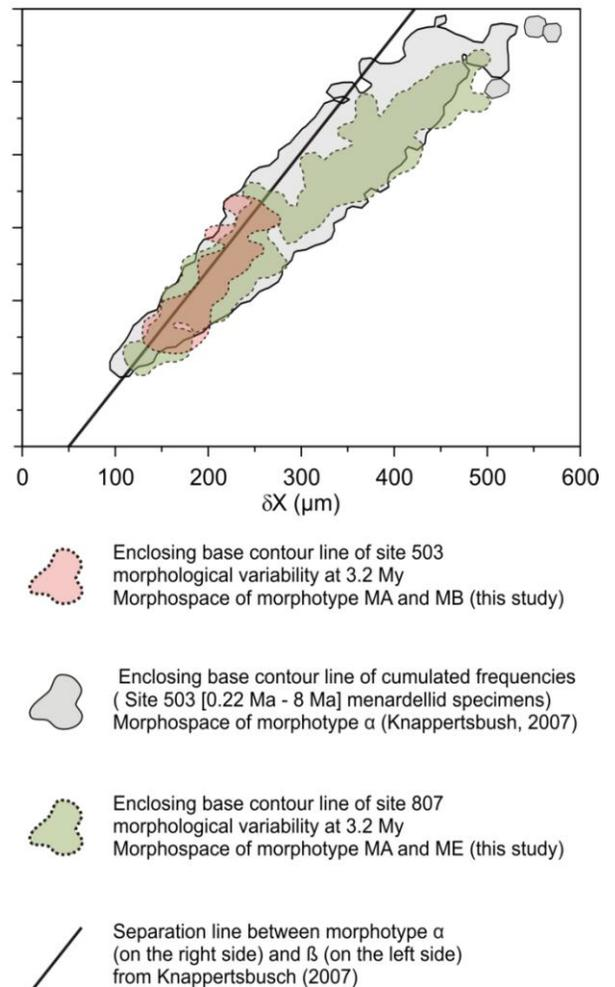 0 100 200 300 400 500 600
δX (µm)
Enclosing base contour line of site 503
morphological variability at 3.2 My
Morphospace of morphotype MA and MB (this study)
Enclosing base contour line of cumulated frequencies
( Site 503 [0.22 Ma - 8 Ma] menardellid specimens)
Morphospace of morphotype α (Knappertsbush, 2007)
Enclosing base contour line of site 807
morphological variability at 3.2 My
Morphospace of morphotype MA and ME (this study)
Separation line between morphotype α
(on the right side) and ß (on the left side)
from Knappertsbusch (2007)